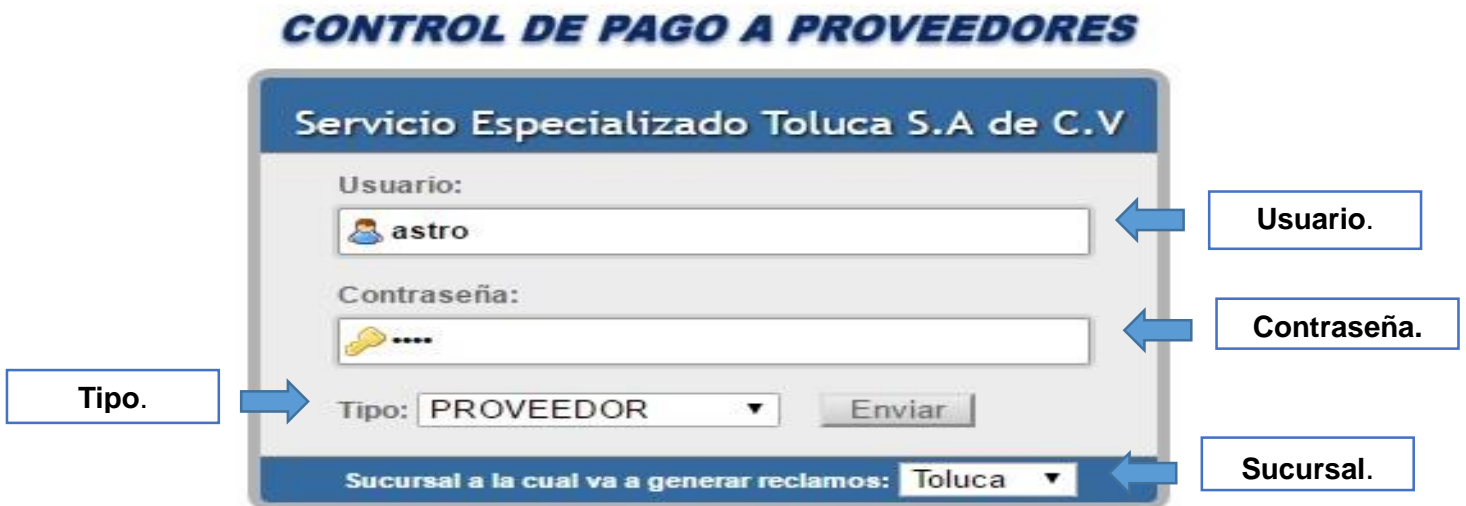 CONTROL DE PAGO A PROVEEDORES
Servicio Especializado Toluca S.A de C.V
Usuario:
astro
Usuario.
Contraseña:
••••
Contraseña.
Tipo.
Tipo: PROVEEDOR ▼ Enviar
Sucursal a la cual va a generar reclamos: Toluca ▼
Sucursal.